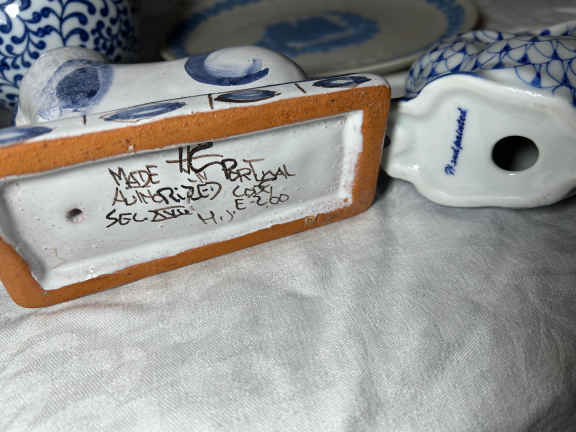 HS
MADE IN PORTUGAL
AUTHORIZED COPY
SEC XVIII H.J. E-260
Handpainted